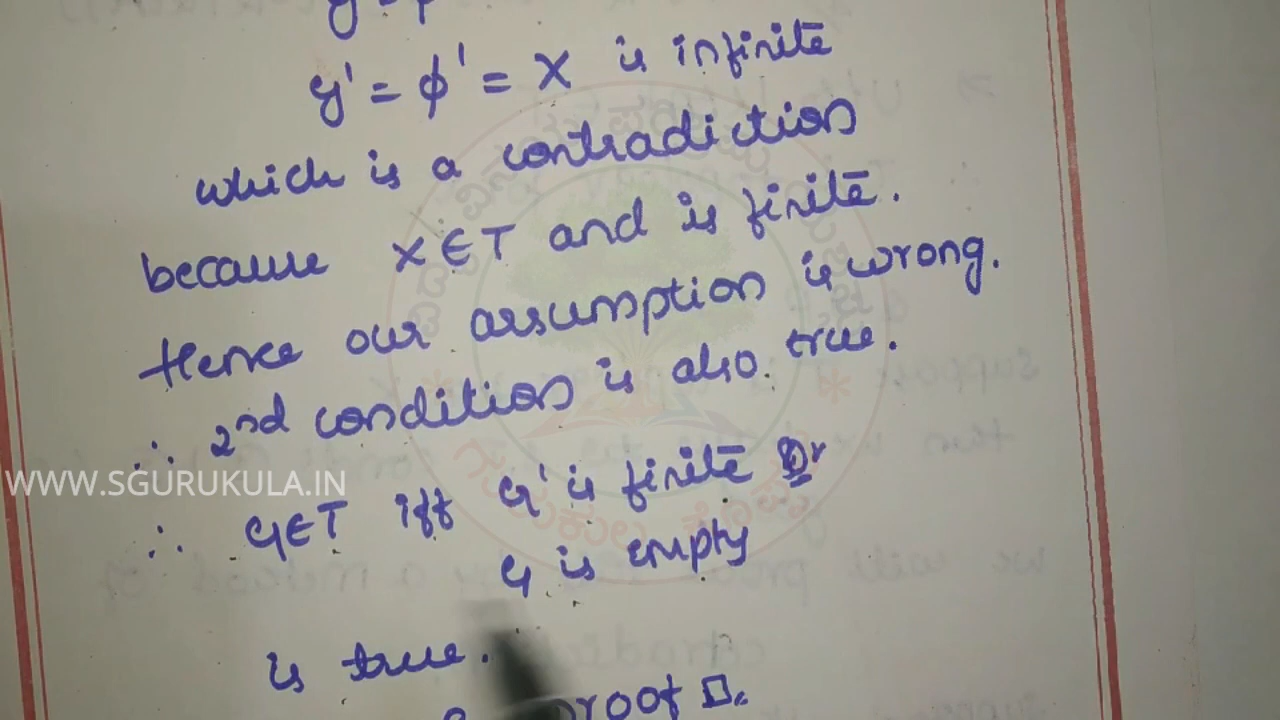 y' = φ' = X is infinite
which is a contradiction
because X∈T and is finite.
Hence our assumption is wrong.
∴ 2nd condition is also true.
WWW.SGURUKULA.IN
∴ G∈T iff G' is finite Or
G is empty
is true.
proof □.